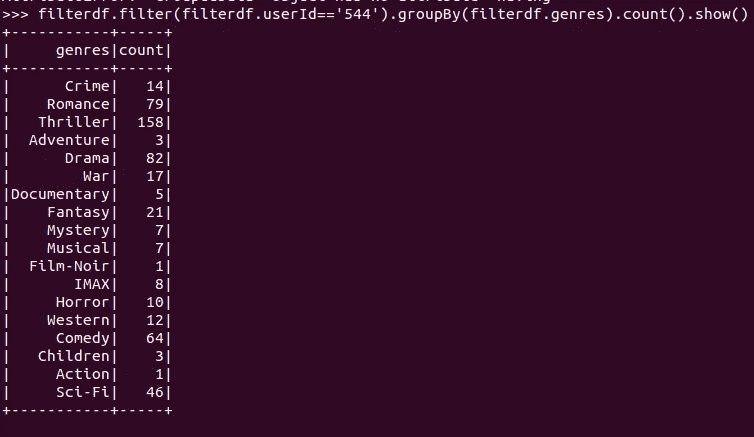 >>> filterdf.filter(filterdf.userId=='544').groupBy(filterdf.genres).count().show()
+-----------+-----+
|     genres|count|
+-----------+-----+
|      Crime|   14|
|    Romance|   79|
|   Thriller|  158|
|  Adventure|    3|
|      Drama|   82|
|        War|   17|
|Documentary|    5|
|    Fantasy|   21|
|    Mystery|    7|
|    Musical|    7|
|  Film-Noir|    1|
|       IMAX|    8|
|     Horror|   10|
|    Western|   12|
|     Comedy|   64|
|   Children|    3|
|     Action|    1|
|     Sci-Fi|   46|
+-----------+-----+